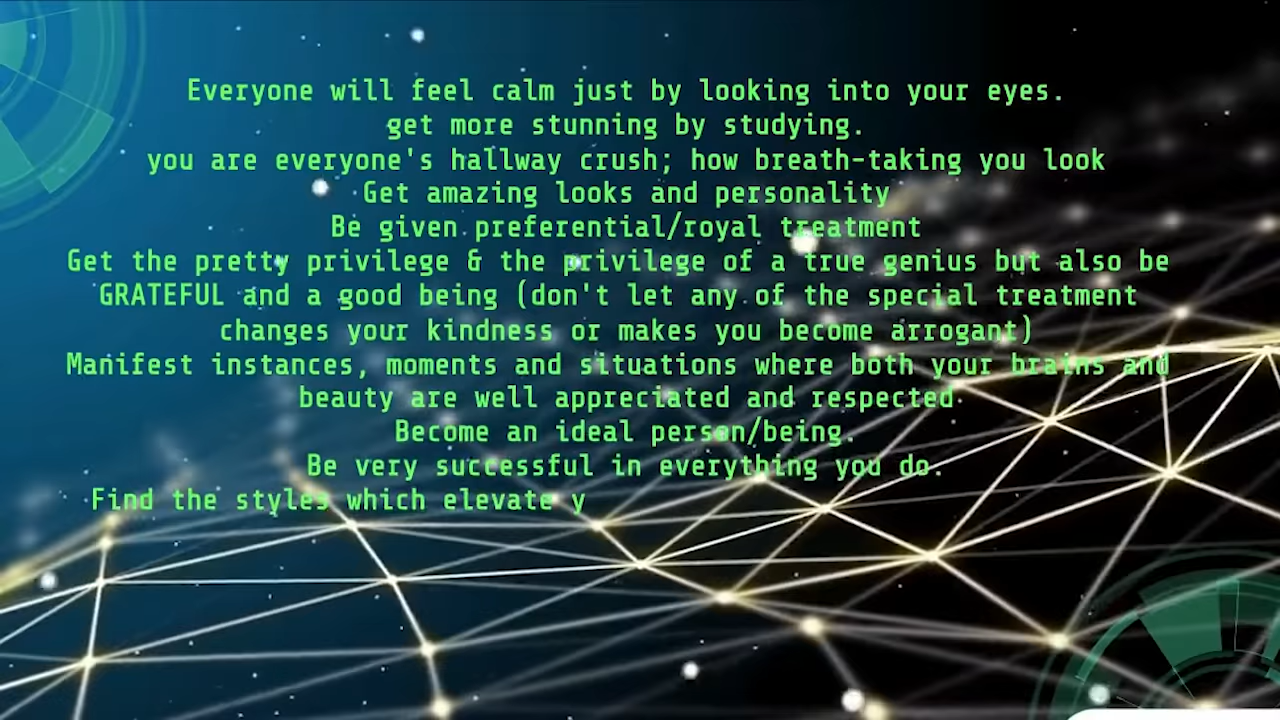 Everyone will feel calm just by looking into your eyes.
get more stunning by studying.
you are everyone's hallway crush; how breath-taking you look
Get amazing looks and personality
Be given preferential/royal treatment
Get the pretty privilege & the privilege of a true genius but also be
GRATEFUL and a good being (don't let any of the special treatment
changes your kindness or makes you become arrogant)
Manifest instances, moments and situations where both your brains and
beauty are well appreciated and respected
Become an ideal person/being.
Be very successful in everything you do.
Find the styles which elevate y